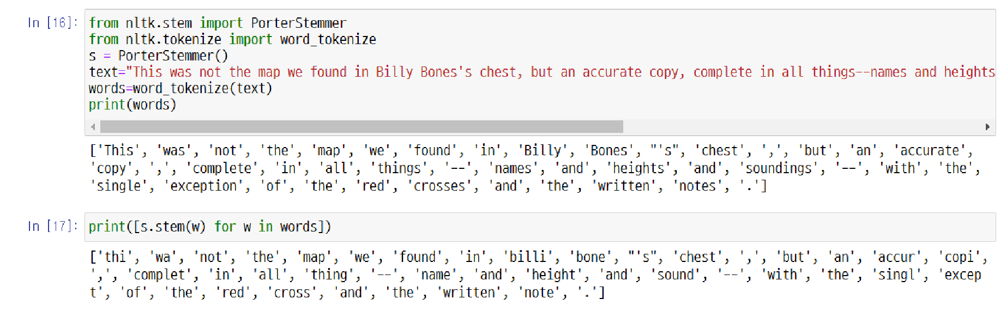 In [16]: from nltk.stem import PorterStemmer
from nltk.tokenize import word_tokenize
s = PorterStemmer()
text="This was not the map we found in Billy Bones's chest, but an accurate copy, complete in all things--names and heights
words=word_tokenize(text)
print(words)
['This', 'was', 'not', 'the', 'map', 'we', 'found', 'in', 'Billy', 'Bones', "'s", 'chest', ',', 'but', 'an', 'accurate',
'copy', ',', 'complete', 'in', 'all', 'things', '--', 'names', 'and', 'heights', 'and', 'soundings', '--', 'with', 'the',
'single', 'exception', 'of', 'the', 'red', 'crosses', 'and', 'the', 'written', 'notes', '.']
In [17]: print([s.stem(w) for w in words])
['thi', 'wa', 'not', 'the', 'map', 'we', 'found', 'in', 'billi', 'bone', "'s", 'chest', ',', 'but', 'an', 'accur', 'copi',
',', 'complet', 'in', 'all', 'thing', '--', 'name', 'and', 'height', 'and', 'sound', '--', 'with', 'the', 'singl', 'excep
t', 'of', 'the', 'red', 'cross', 'and', 'the', 'written', 'note', '.']